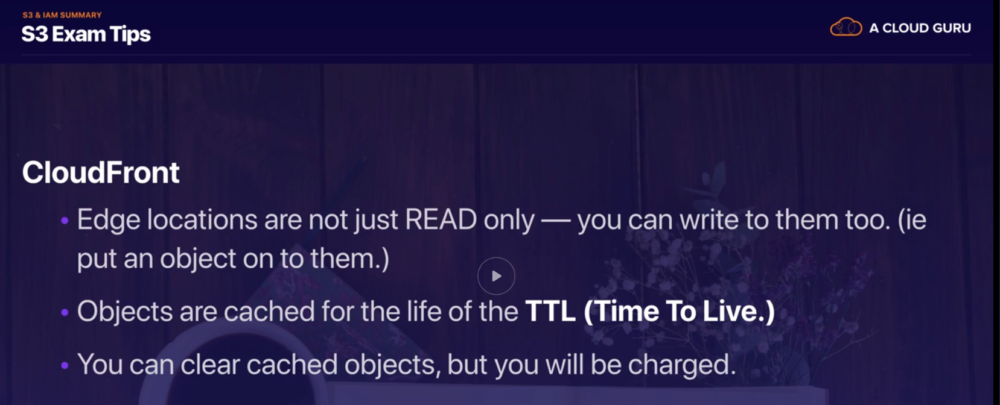 S3 & IAM SUMMARY
S3 Exam Tips
A CLOUD GURU
CloudFront
• Edge locations are not just READ only — you can write to them too. (ie
put an object on to them.)
• Objects are cached for the life of the TTL (Time To Live.)
• You can clear cached objects, but you will be charged.